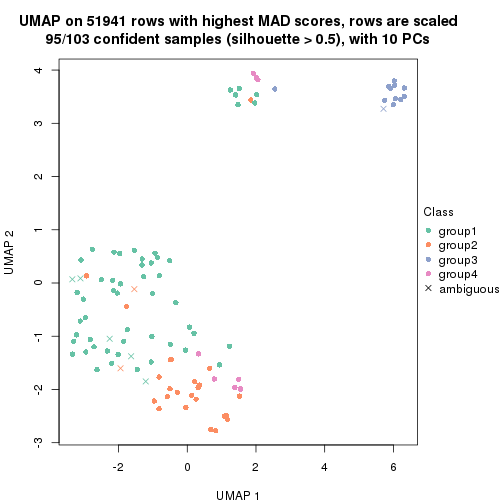 UMAP on 51941 rows with highest MAD scores, rows are scaled
95/103 confident samples (silhouette > 0.5), with 10 PCs
4
3
2
1
0
-1
-2
-3
UMAP 2
-2
0
2
4
6
UMAP 1
Class
group1
group2
group3
group4
ambiguous